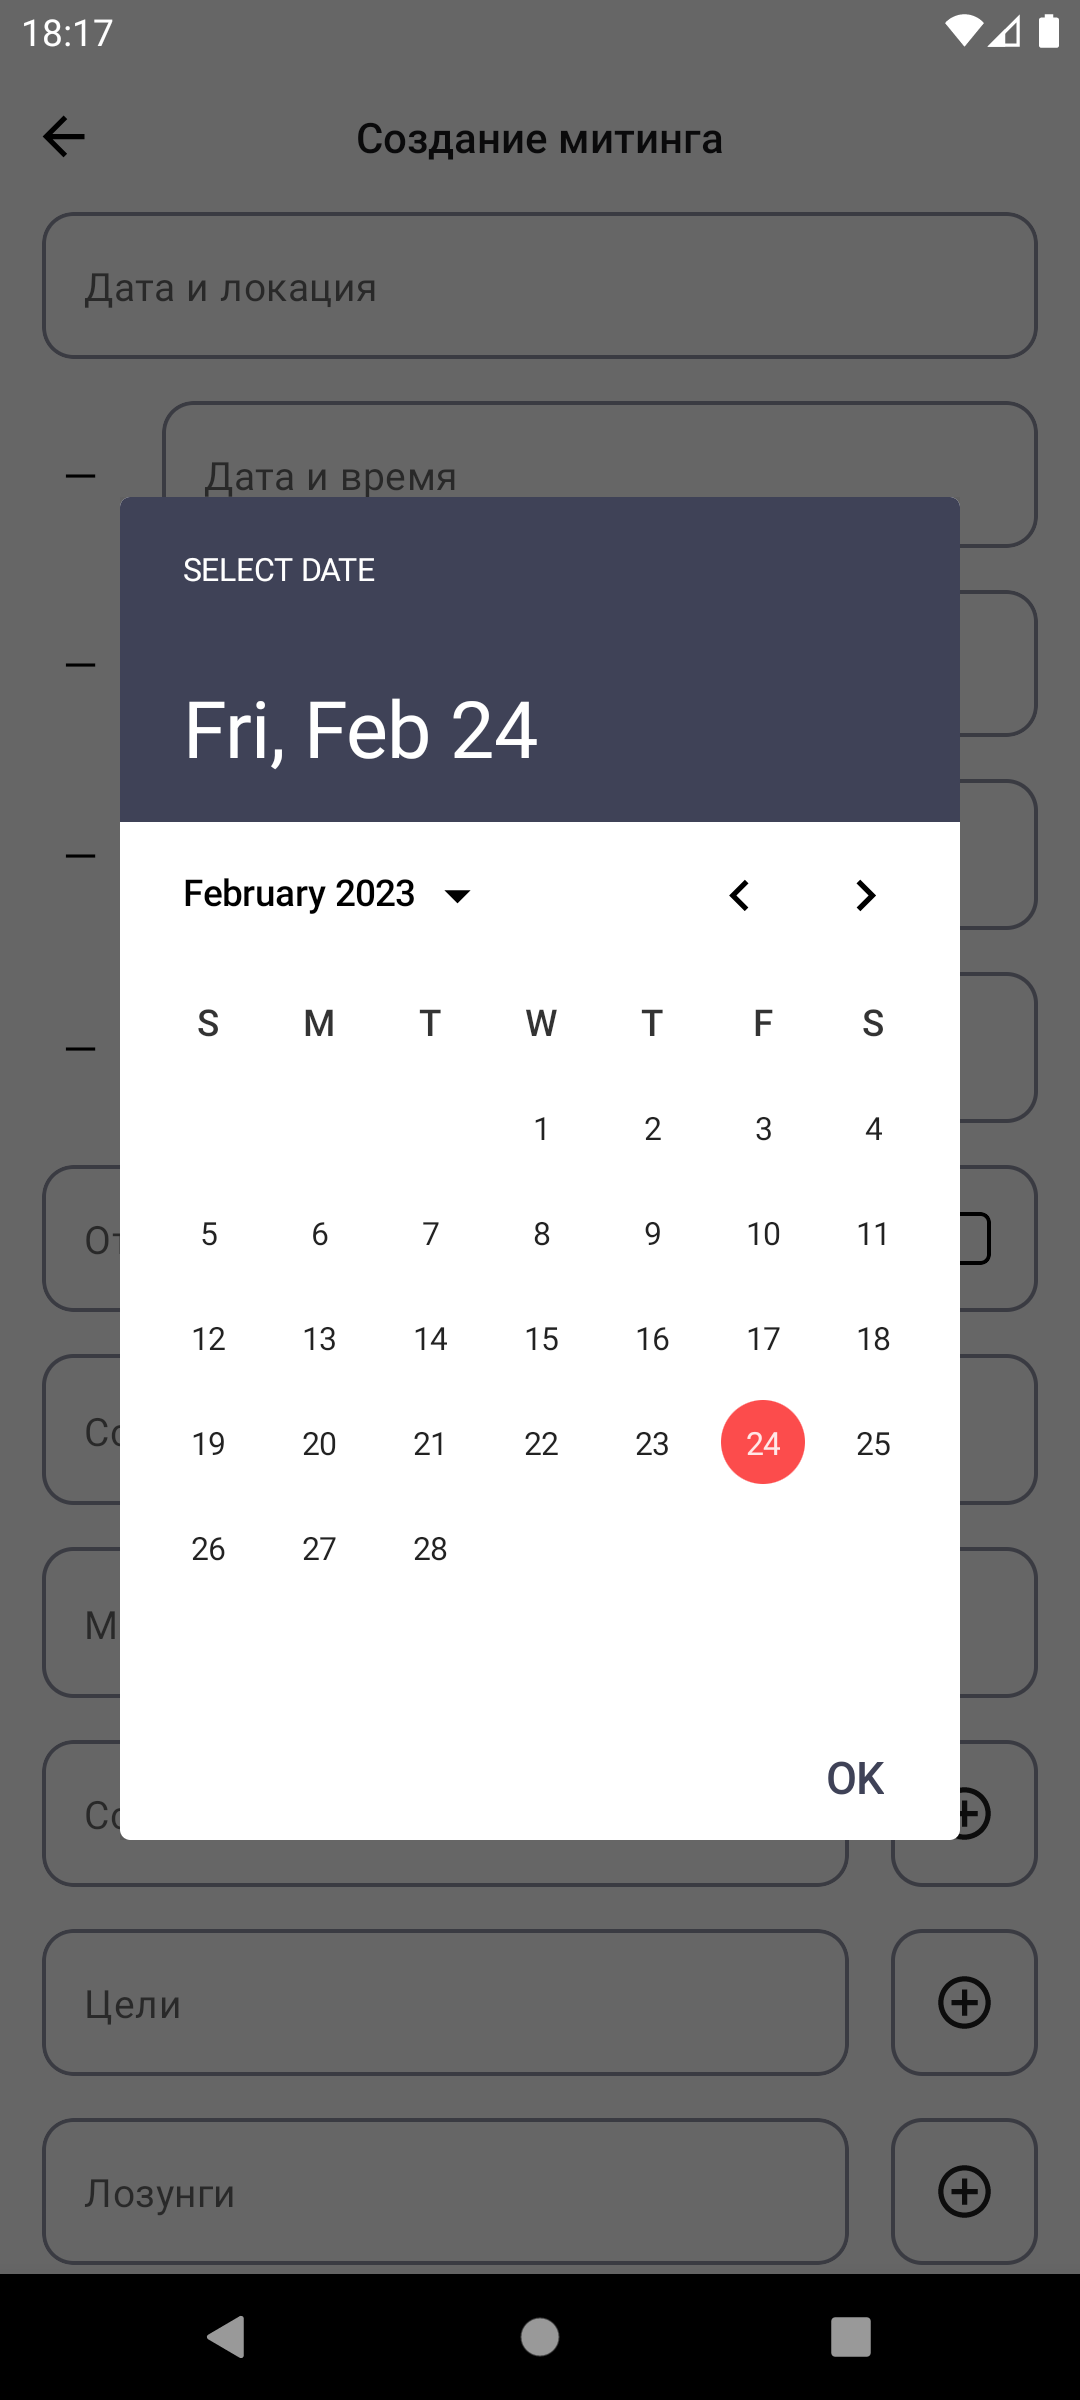 18:17
Создание митинга
Дата и локация
Дата и время
SELECT DATE
Fri, Feb 24
February 2023
S M T W T F S
1 2 3 4
5 6 7 8 9 10 11
12 13 14 15 16 17 18
19 20 21 22 23 24 25
26 27 28
OK
Цели
Лозунги